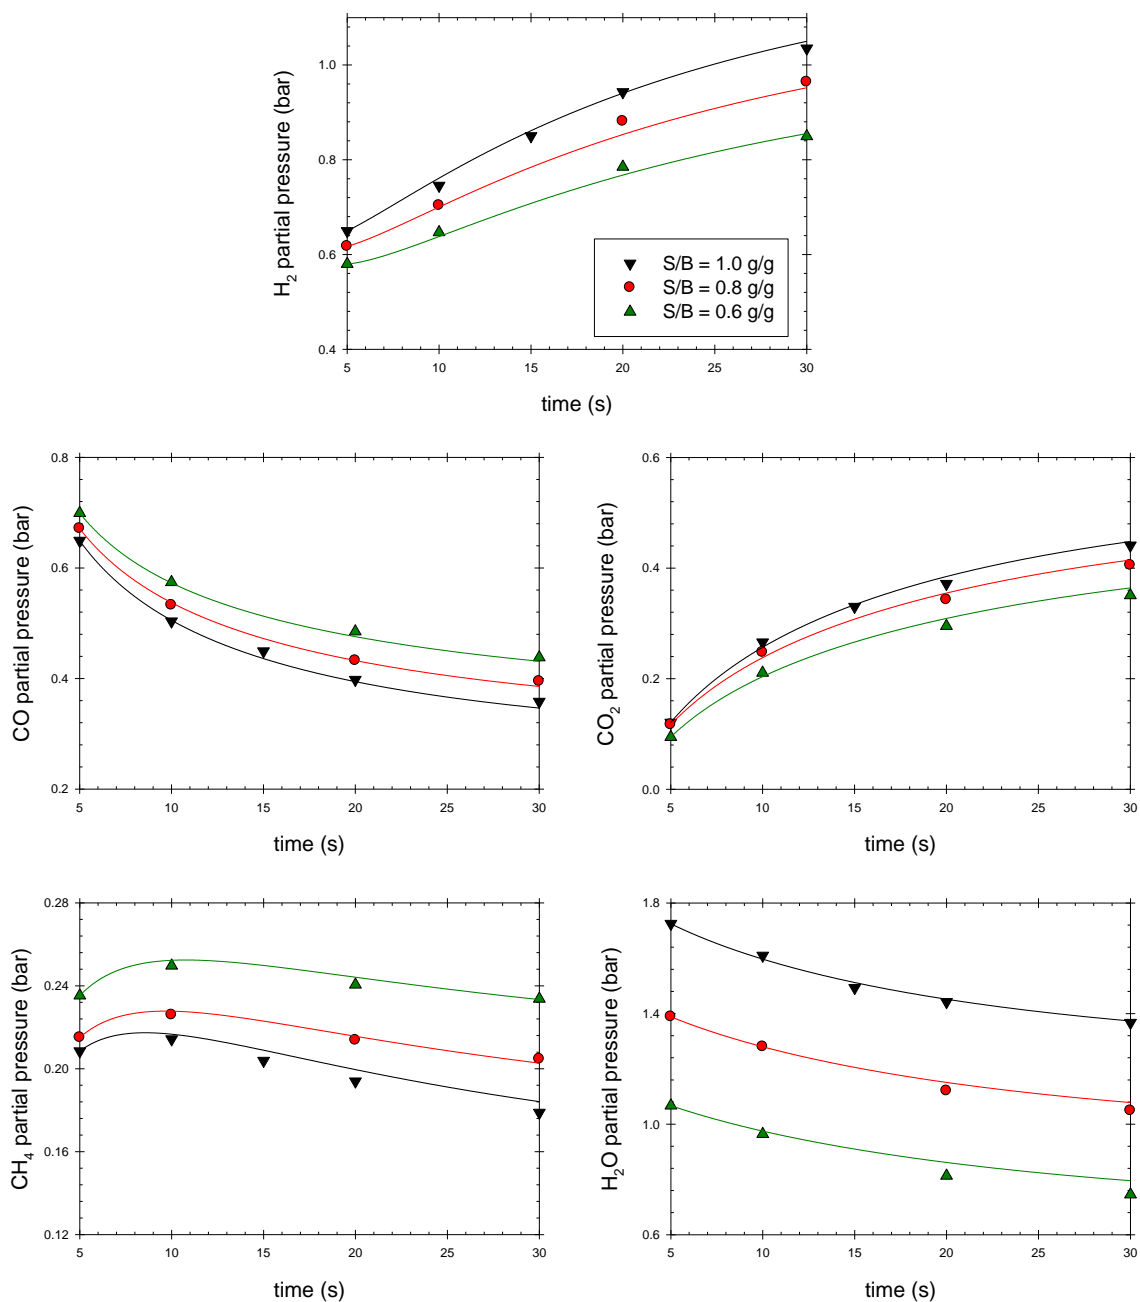 H2 partial pressure (bar)
1.0
0.8
0.6
0.4
S/B = 1.0 g/g
S/B = 0.8 g/g
S/B = 0.6 g/g
5 10 15 20 25 30
time (s)
CO partial pressure (bar)
0.8
0.6
0.4
0.2
5 10 15 20 25 30
time (s)
CO2 partial pressure (bar)
0.6
0.4
0.2
0.0
5 10 15 20 25 30
time (s)
CH4 partial pressure (bar)
0.28
0.24
0.20
0.16
0.12
5 10 15 20 25 30
time (s)
H2O partial pressure (bar)
1.8
1.4
1.0
0.6
5 10 15 20 25 30
time (s)